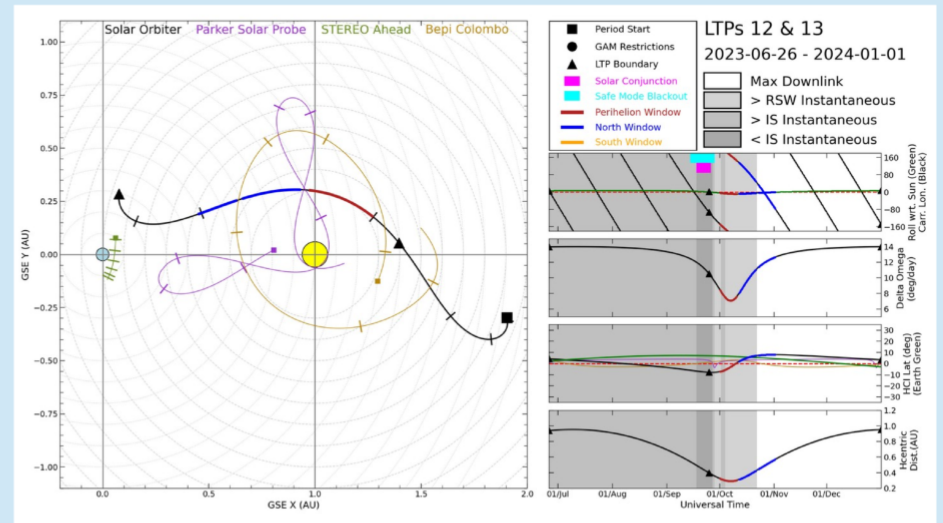 Solar Orbiter Parker Solar Probe STEREO Ahead Bepi Colombo
1.00
0.75
0.50
0.25
0.00
−0.25
−0.50
−0.75
−1.00
GSE Y (AU)
0.0 0.5 1.0 1.5 2.0
GSE X (AU)
Period Start
GAM Restrictions
LTP Boundary
Solar Conjunction
Safe Mode Blackout
Perihelion Window
North Window
South Window
LTPs 12 & 13
2023-06-26 - 2024-01-01
Max Downlink
> RSW Instantaneous
> IS Instantaneous
< IS Instantaneous
160
80
0
−80
−160
Roll wrt. Sun (Green)
Carr. Lon. (Black)
14
12
10
8
6
Delta Omega
(deg/day)
30
20
10
0
−10
−20
−30
HCI Lat (deg)
(Earth Green)
1.2
1.0
0.8
0.6
0.4
0.2
Hcentric
Dist.(AU)
01/Jul 01/Aug 01/Sep 01/Oct 01/Nov 01/Dec
Universal Time